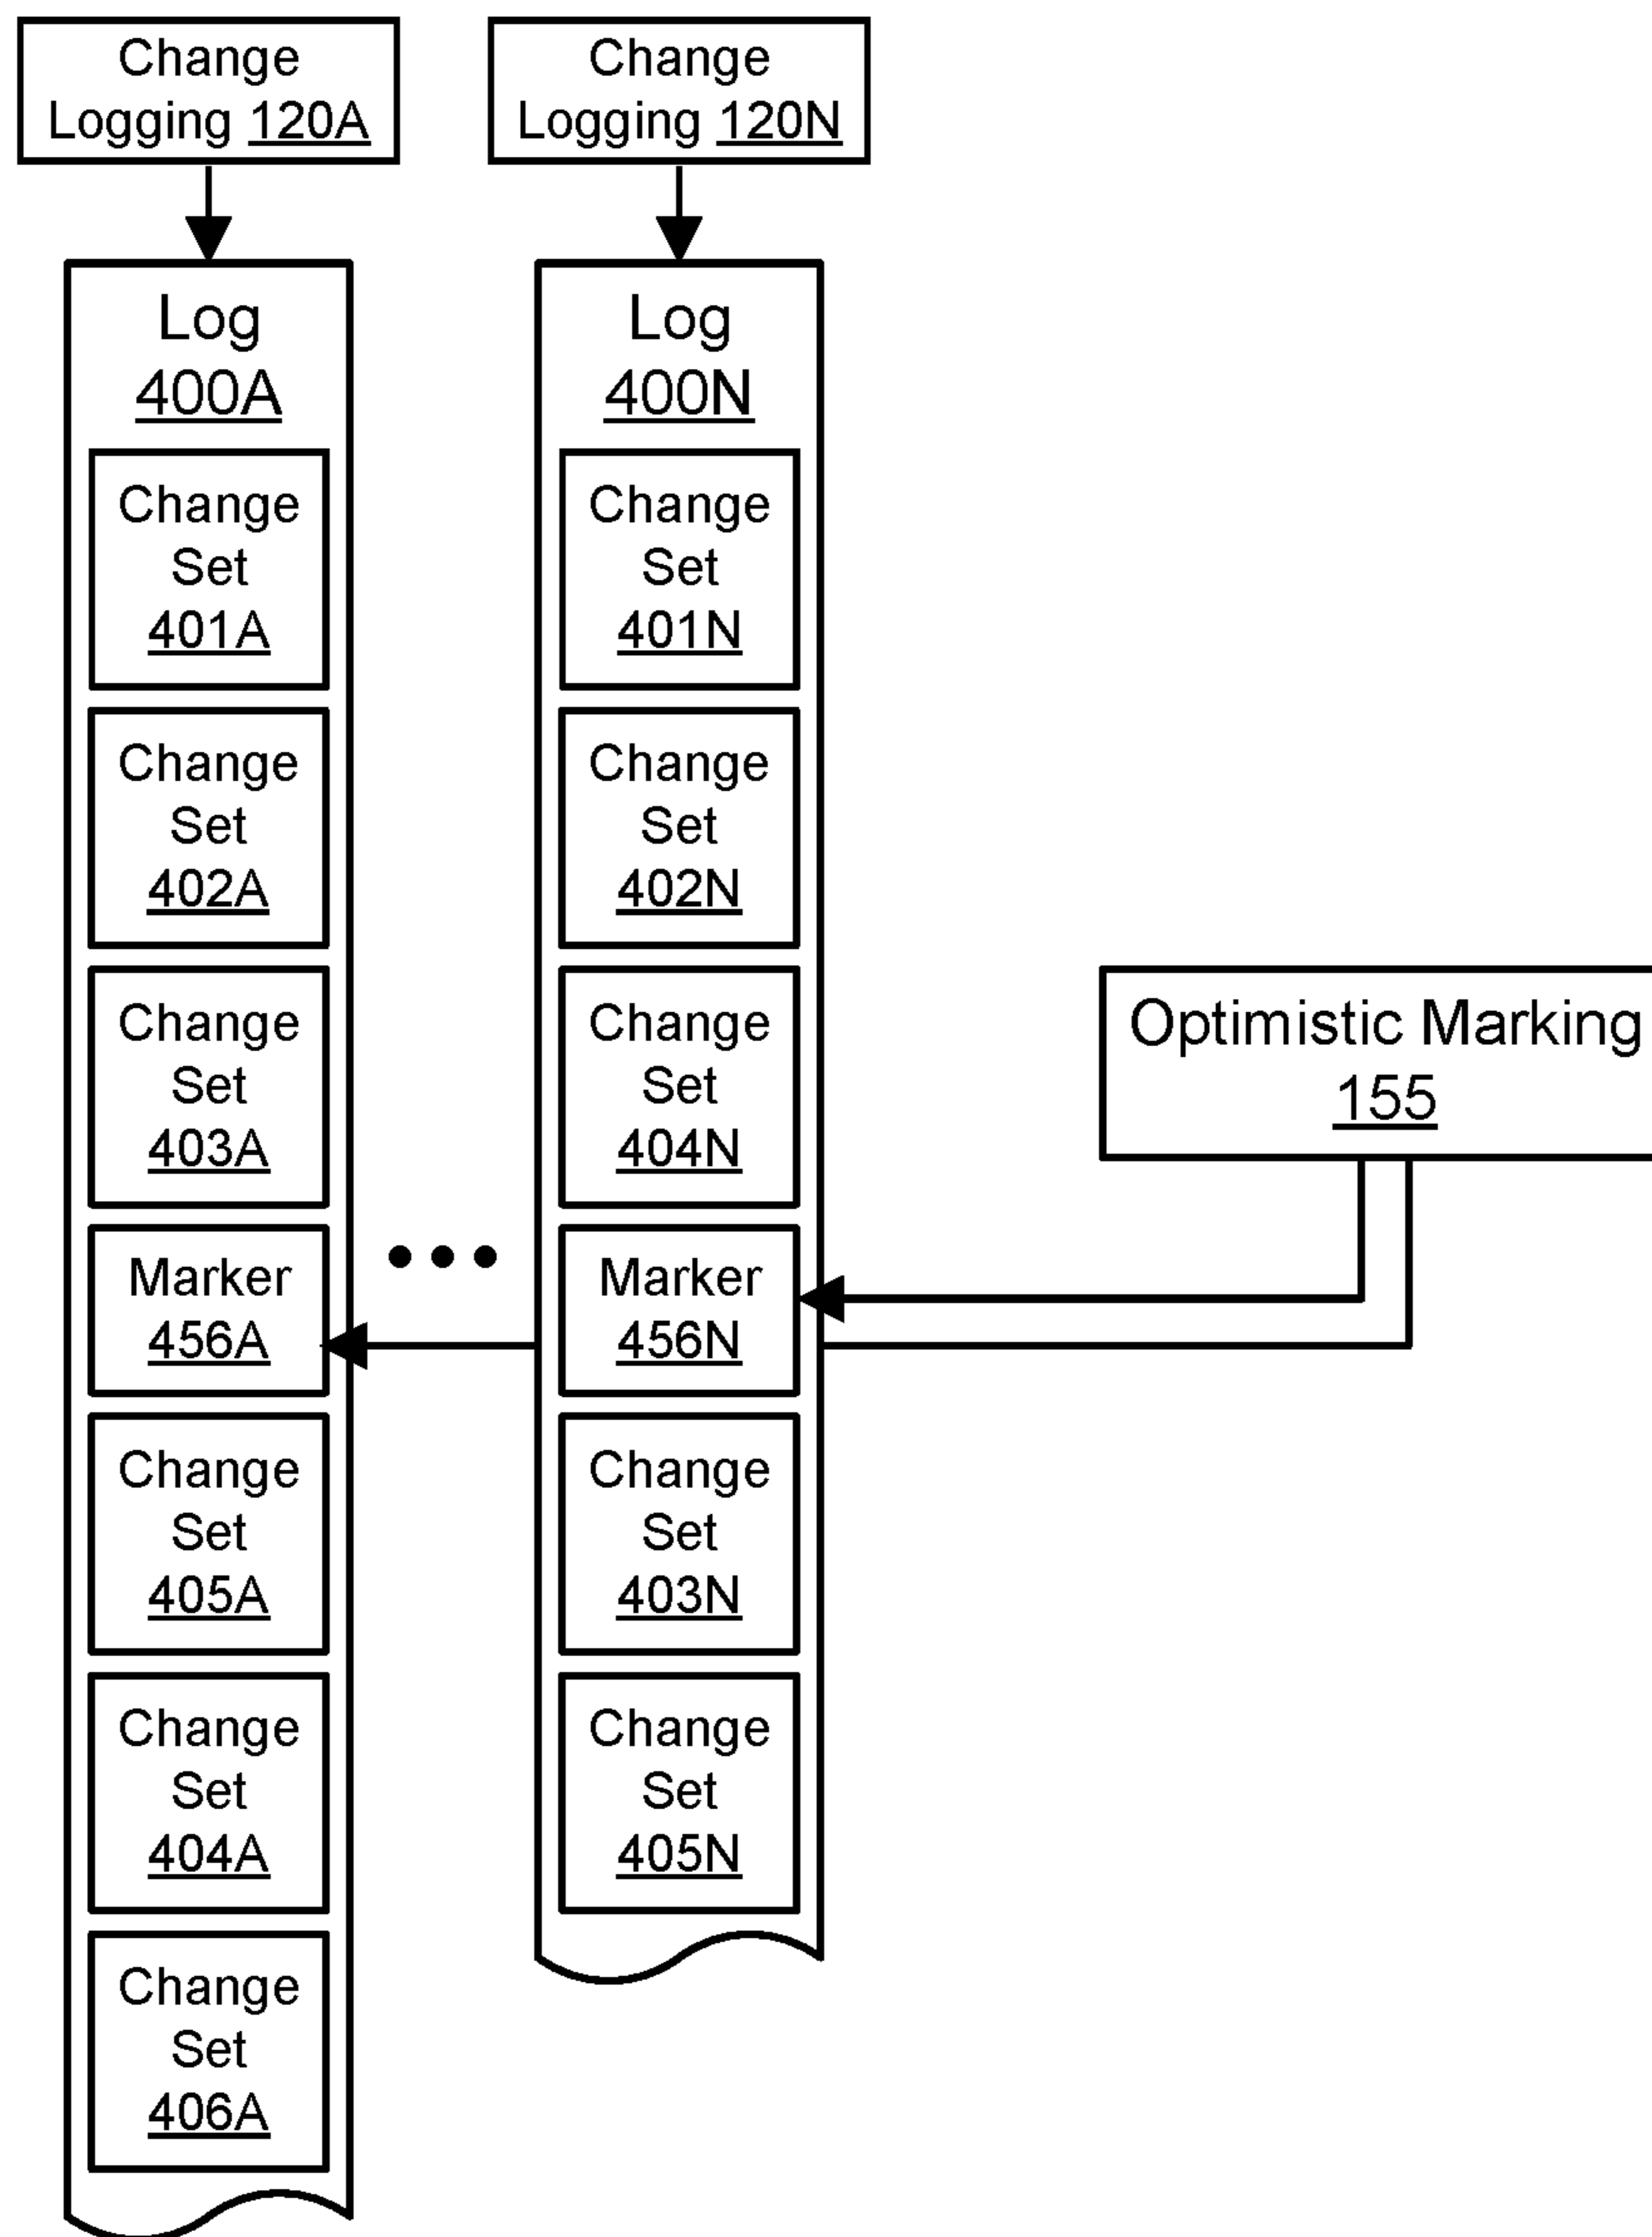 Change
Logging 120A
Change
Logging 120N
Log
400A
Change
Set
401A
Change
Set
402A
Change
Set
403A
Marker
456A
Change
Set
405A
Change
Set
404A
Change
Set
406A
Log
400N
Change
Set
401N
Change
Set
402N
Change
Set
404N
Marker
456N
Change
Set
403N
Change
Set
405N
Optimistic Marking
155